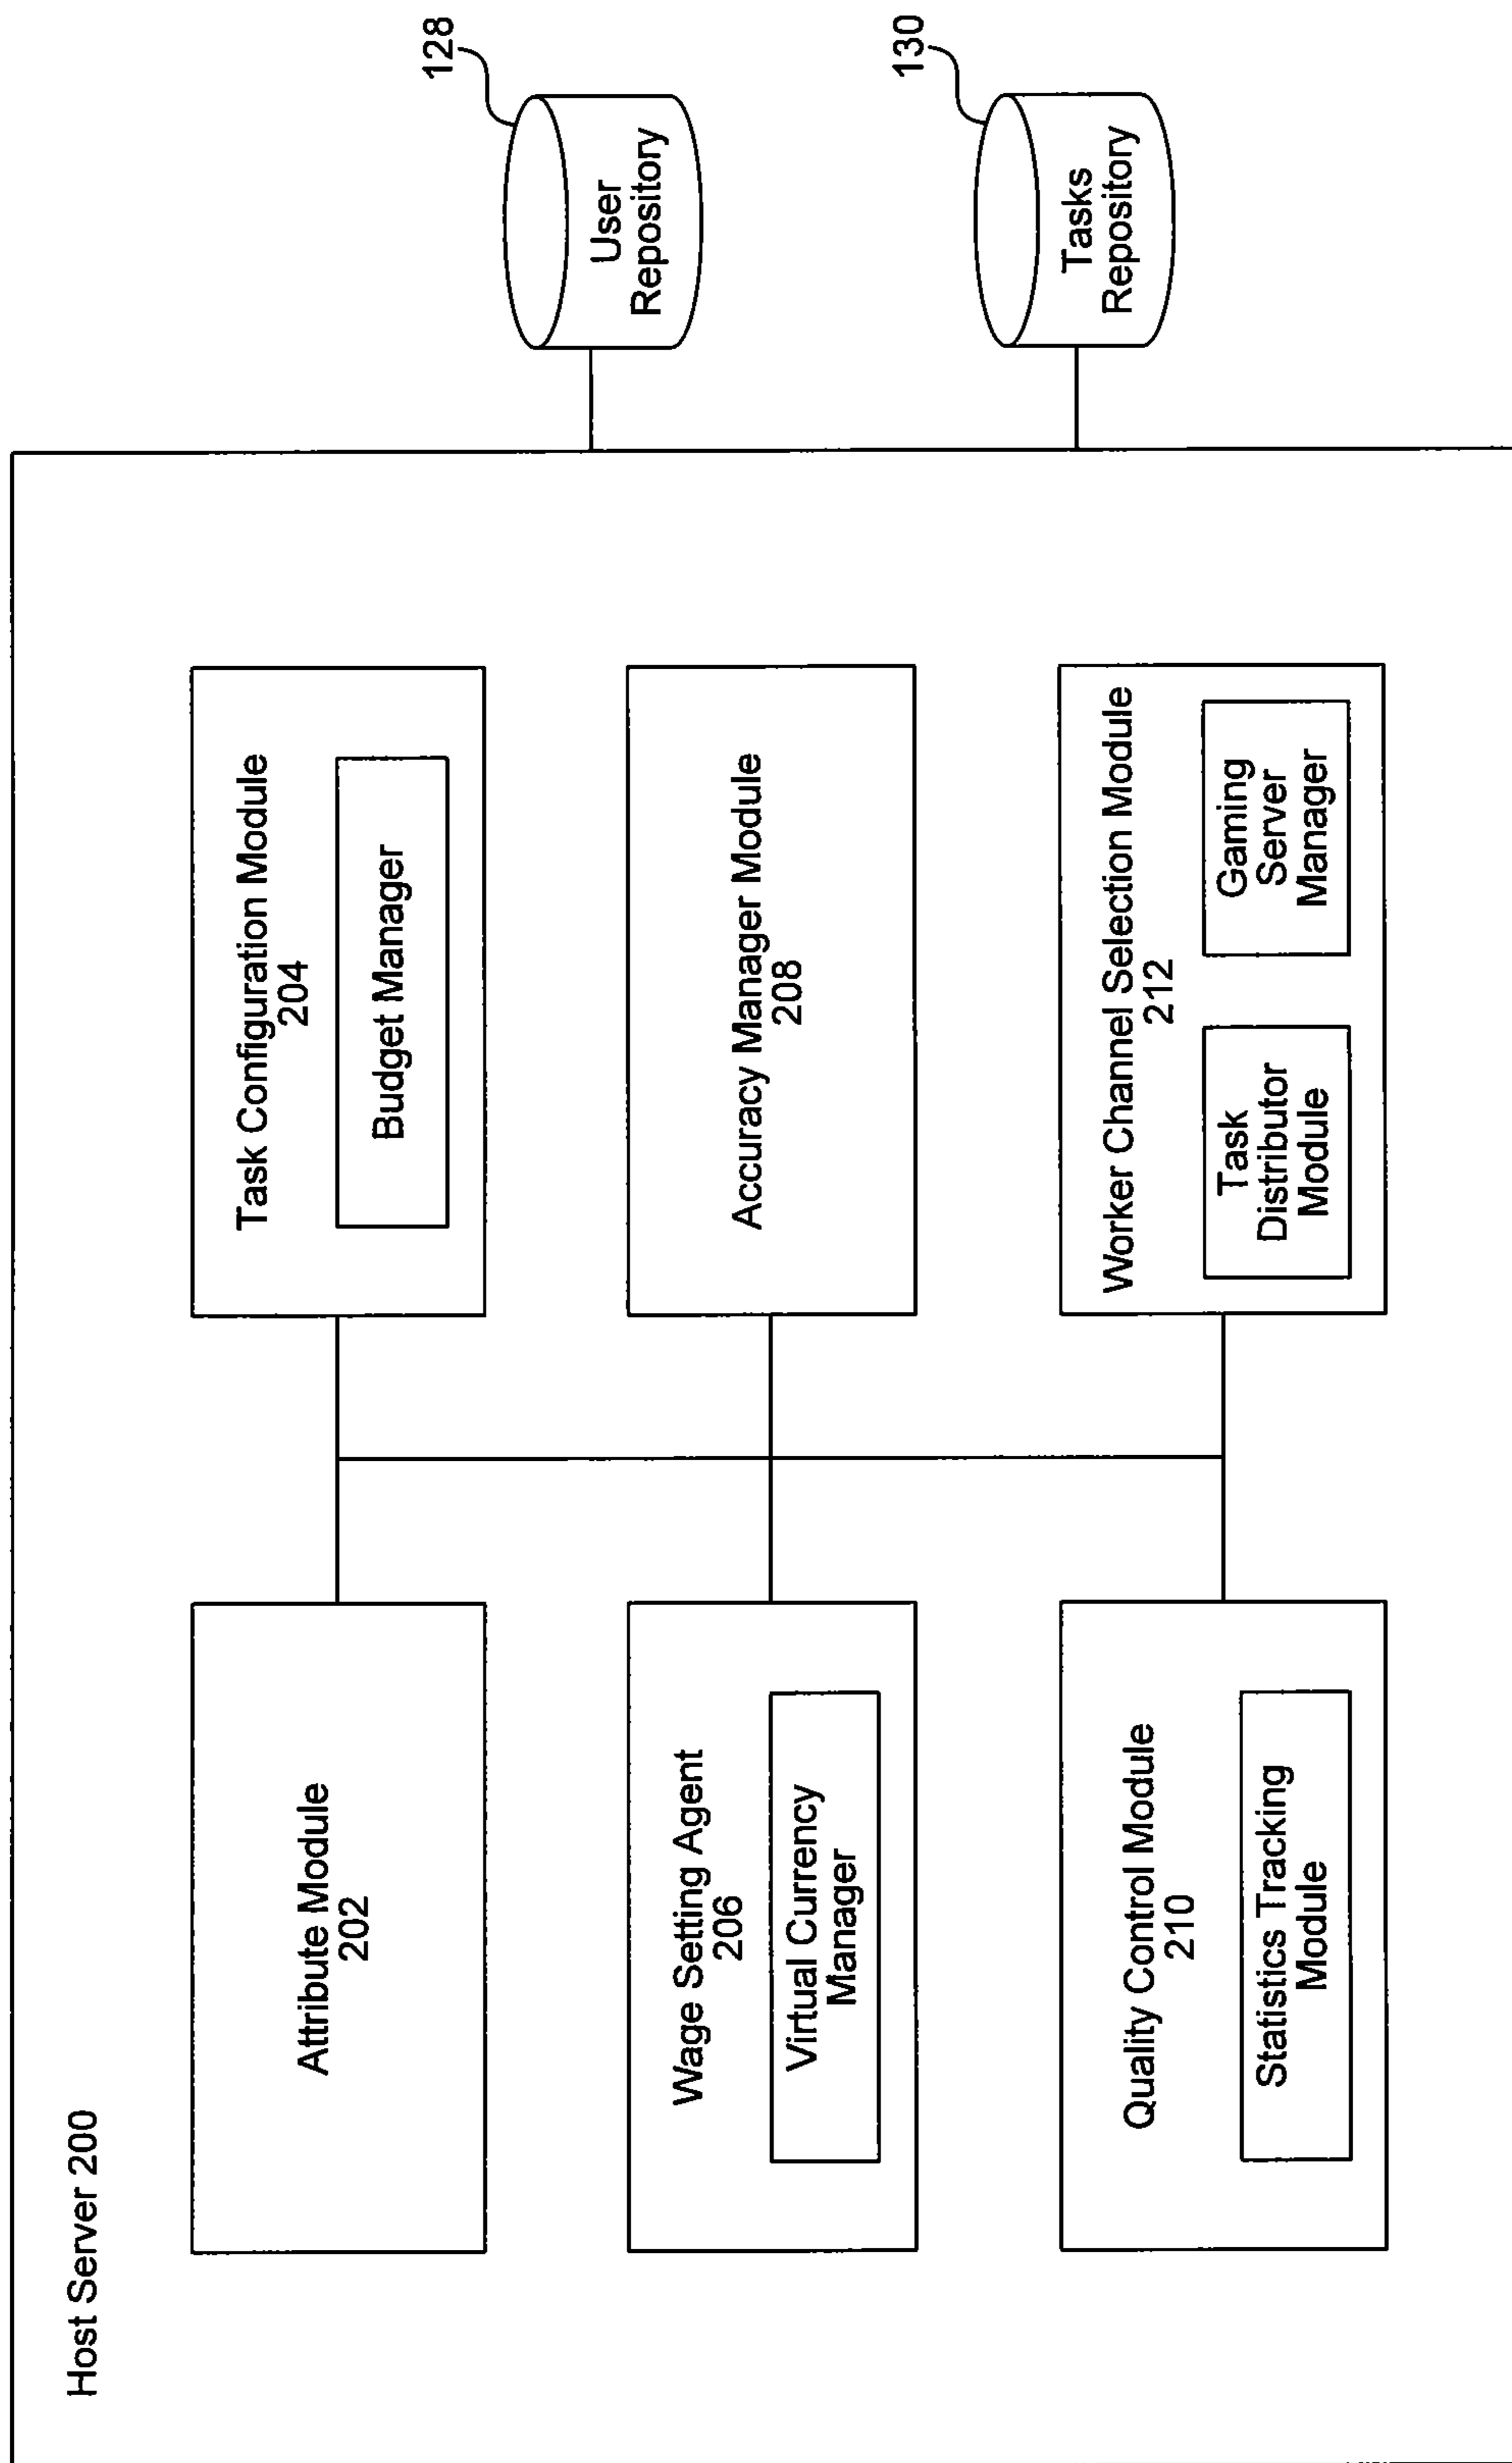 Host Server 200
Attribute Module
202
Task Configuration Module
204
Budget Manager
Wage Setting Agent
206
Virtual Currency
Manager
Accuracy Manager Module
208
Quality Control Module
210
Statistics Tracking
Module
Worker Channel Selection Module
212
Task
Distributor
Module
Gaming
Server
Manager
128
User
Repository
130
Tasks
Repository